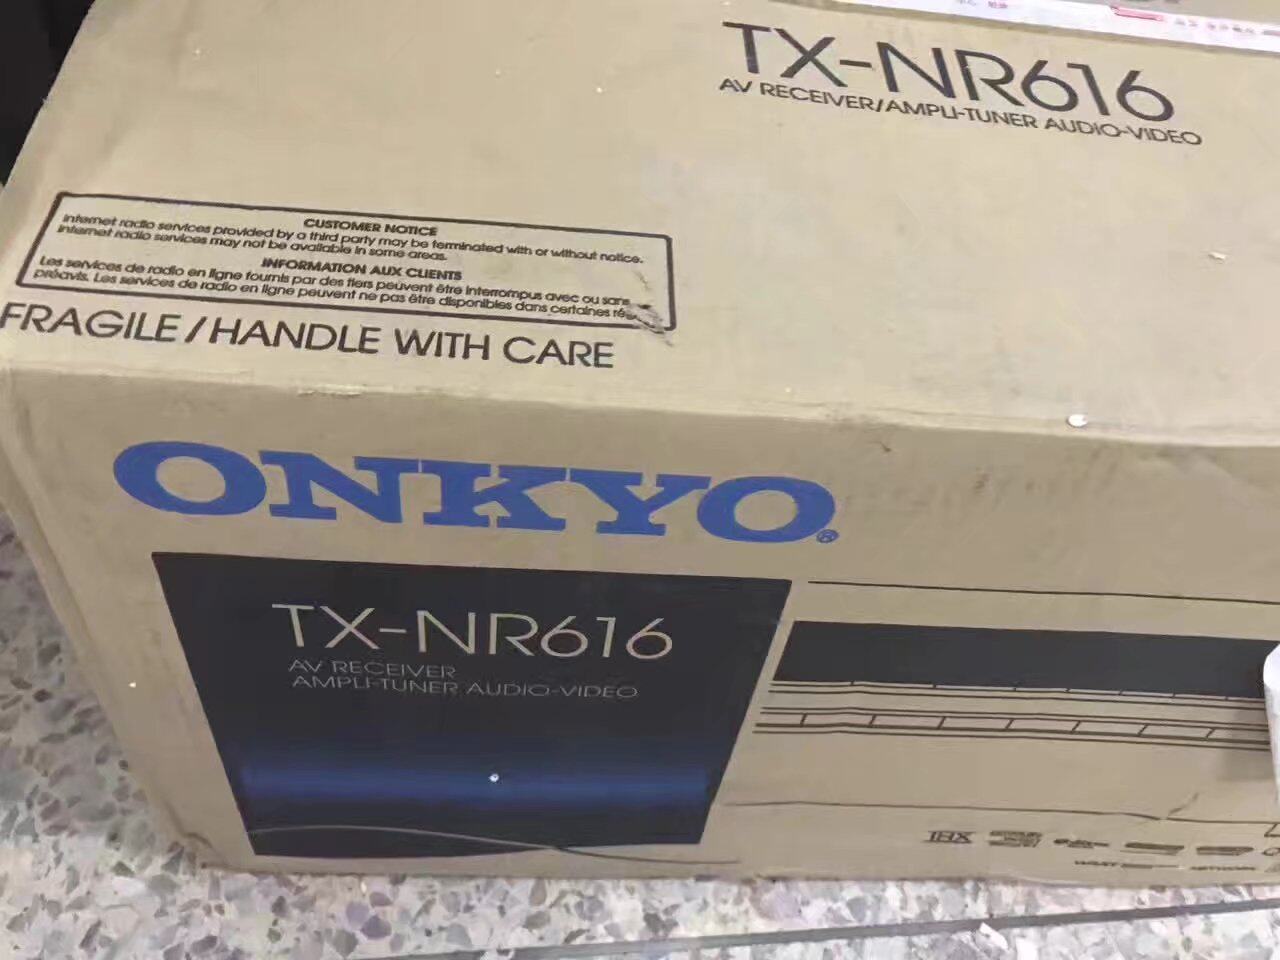 TX-NR616
AV RECEIVER/AMPLI-TUNER AUDIO-VIDEO
CUSTOMER NOTICE
Internet radio services provided by a third party may be terminated with or without notice.
Internet radio services may not be available in some areas.
INFORMATION AUX CLIENTS
Les services de radio en ligne fournis par des tiers peuvent être interrompus avec ou sans
préavis. Les services de radio en ligne peuvent ne pas être disponibles dans certaines
FRAGILE/HANDLE WITH CARE
ONKYO®
TX-NR616
AV RECEIVER
AMPLI-TUNER AUDIO-VIDEO
THX